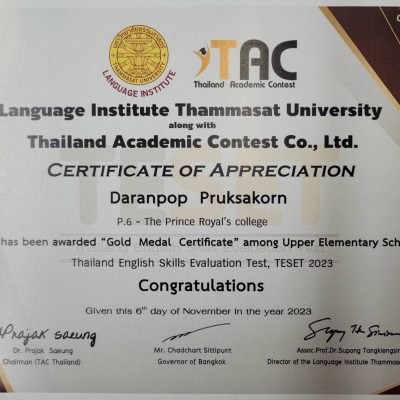 THAMMASAT UNIVERSITY
LANGUAGE INSTITUTE
TAC
Thailand Academic Contest
Language Institute Thammasat University
along with
Thailand Academic Contest Co., Ltd.
CERTIFICATE OF APPRECIATION
Daranpop Pruksakorn
P.6 - The Prince Royal's college
has been awarded "Gold Medal Certificate" among Upper Elementary Sch
Thailand English Skills Evaluation Test, TESET 2023
Congratulations
Given this 6th day of November in the year 2023
Prajak Saeung
Dr. Prajak Saeung
Chairman (TAC Thailand)
Mr. Chadchart Sittipunt
Governor of Bangkok
Assoc.Prof.Dr.Supong Tangkiengsir
Director of the Language Institute Thammasa
TESET